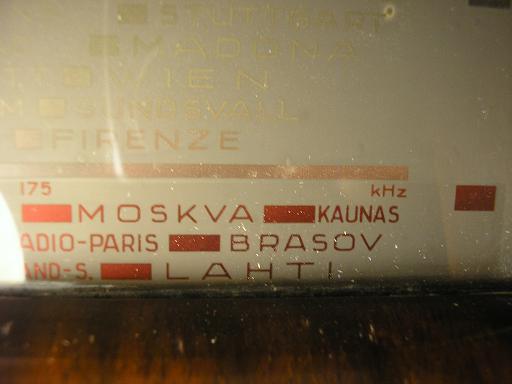 STUTTGART
MADONA
WIEN
SUNDSVALL
FIRENZE
175 kHz
MOSKVA KAUNAS
ADIO-PARIS BRASOV
AND-S. LAHTI